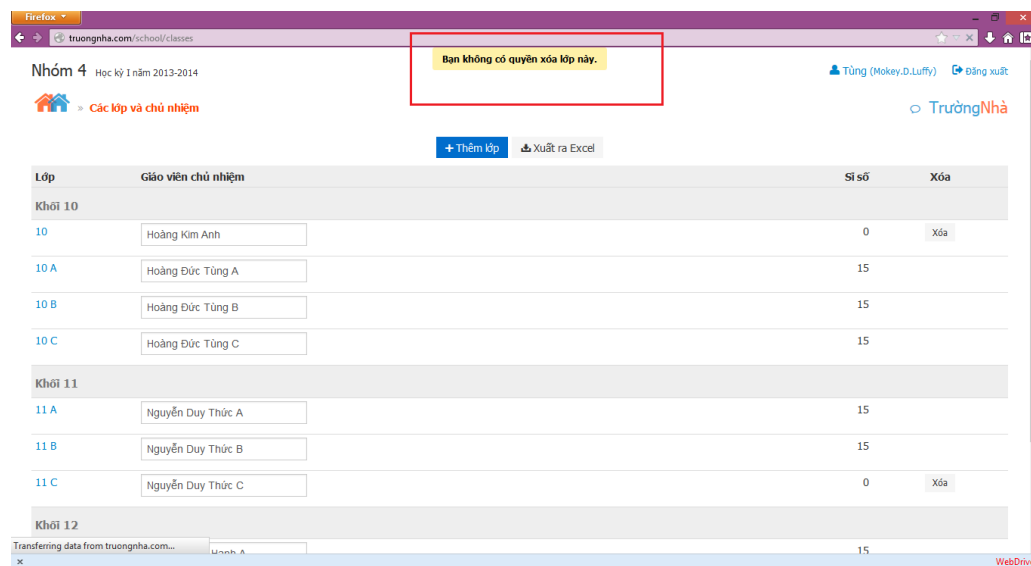 Firefox
truongnha.com/school/classes
Bạn không có quyền xóa lớp này.
Nhóm 4 Học kỳ I năm 2013-2014
Tùng (Mokey.D.Luffy) Đăng xuất
» Các lớp và chủ nhiệm
TrườngNhà
+ Thêm lớp Xuất ra Excel
Lớp Giáo viên chủ nhiệm Sĩ số Xóa
Khối 10
10 Hoàng Kim Anh 0 Xóa
10 A Hoàng Đức Tùng A 15
10 B Hoàng Đức Tùng B 15
10 C Hoàng Đức Tùng C 15
Khối 11
11 A Nguyễn Duy Thức A 15
11 B Nguyễn Duy Thức B 15
11 C Nguyễn Duy Thức C 0 Xóa
Khối 12
Transferring data from truongnha.com...
15
× WebDriv